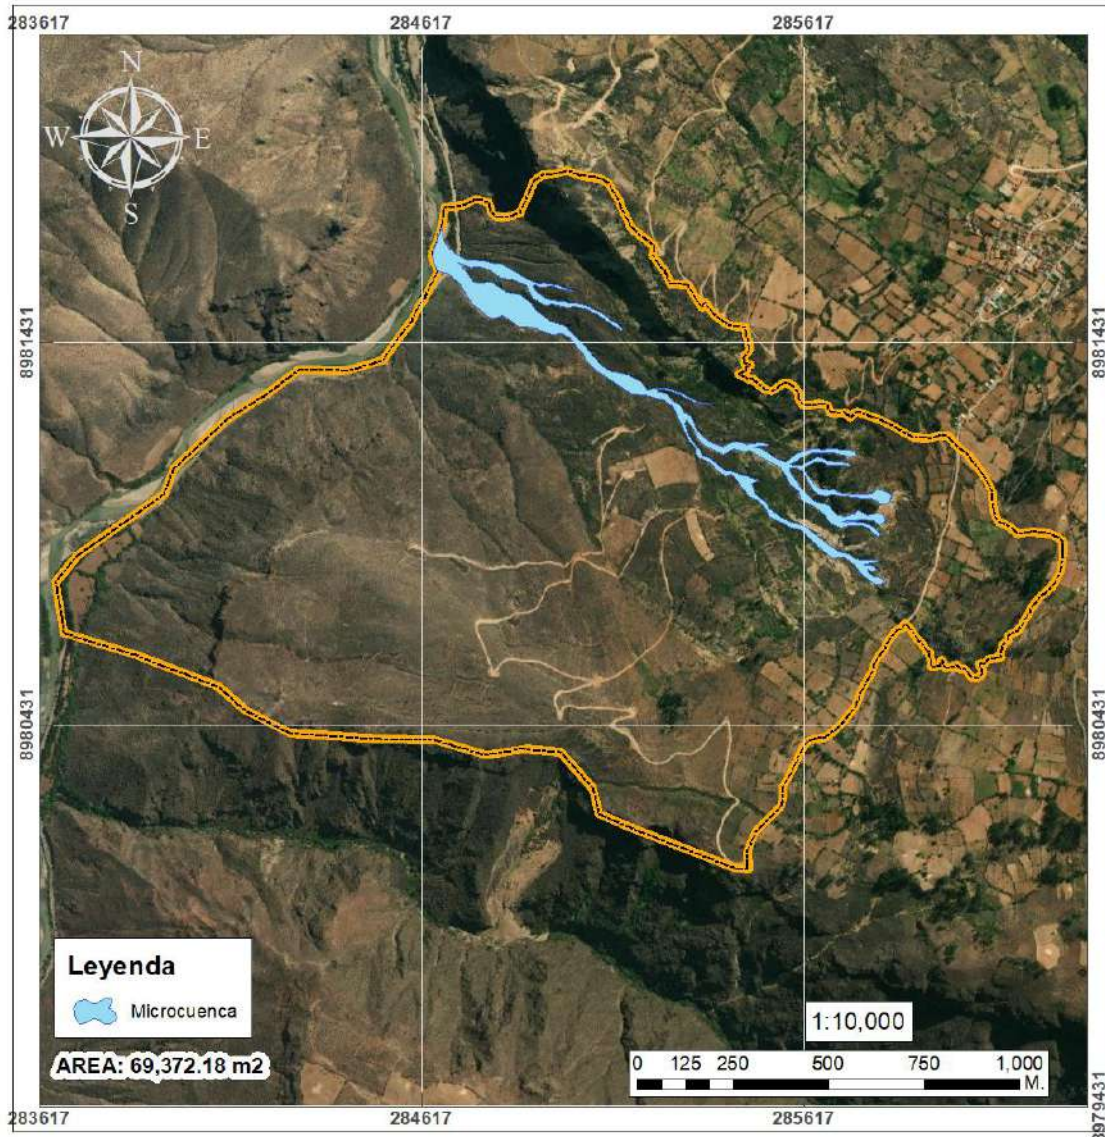 283617 284617 285617
N
W E
S
8981431 8981431
8980431 8980431
Leyenda
Microcuenca
AREA: 69,372.18 m2
1:10,000
0 125 250 500 750 1,000
M.
8979431
283617 284617 285617